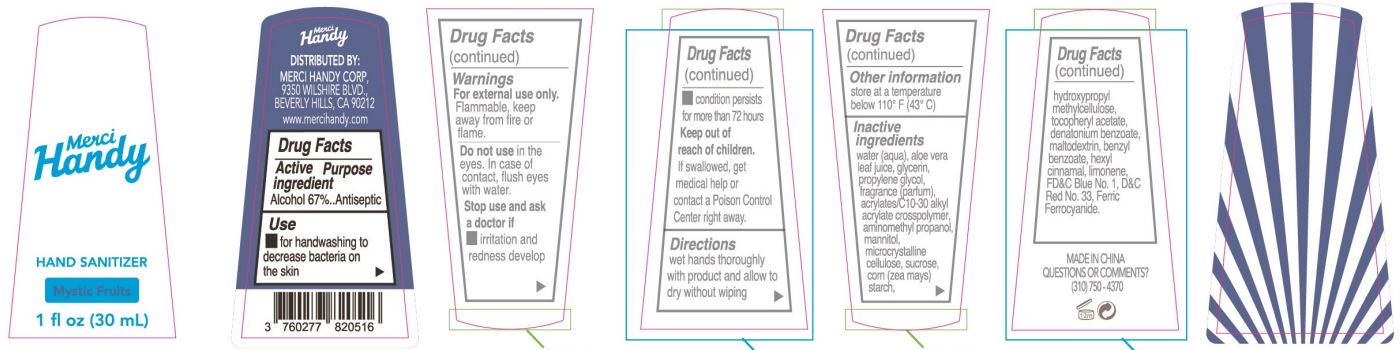 Merci
Handy
HAND SANITIZER
Mystic Fruits
1 fl oz (30 mL)
Merci
Handy
DISTRIBUTED BY:
MERCI HANDY CORP,
9350 WILSHIRE BLVD.,
BEVERLY HILLS, CA 90212
www.mercihandy.com
Drug Facts
Active Purpose
ingredient
Alcohol 67%..Antiseptic
Use
■ for handwashing to
decrease bacteria on
the skin ▶
3 760277 820516
Drug Facts
(continued)
Warnings
For external use only.
Flammable, keep
away from fire or
flame.
Do not use in the
eyes. In case of
contact, flush eyes
with water.
Stop use and ask
a doctor if
■ irritation and
redness develop
▶
Drug Facts
(continued)
■ condition persists
for more than 72 hours
Keep out of
reach of children.
If swallowed, get
medical help or
contact a Poison Control
Center right away.
Directions
wet hands thoroughly
with product and allow to
dry without wiping ▶
Drug Facts
(continued)
Other information
store at a temperature
below 110° F (43° C)
Inactive
ingredients
water (aqua), aloe vera
leaf juice, glycerin,
propylene glycol,
fragrance (parfum),
acrylates/C10-30 alkyl
acrylate crosspolymer,
aminomethyl propanol,
mannitol,
microcrystalline
cellulose, sucrose,
corn (zea mays)
starch, ▶
Drug Facts
(continued)
hydroxypropyl
methylcellulose,
tocopheryl acetate,
denatonium benzoate,
maltodextrin, benzyl
benzoate, hexyl
cinnamal, limonene,
FD&C Blue No. 1, D&C
Red No. 33, Ferric
Ferrocyanide.
MADE IN CHINA
QUESTIONS OR COMMENTS?
(310) 750 - 4370
12m